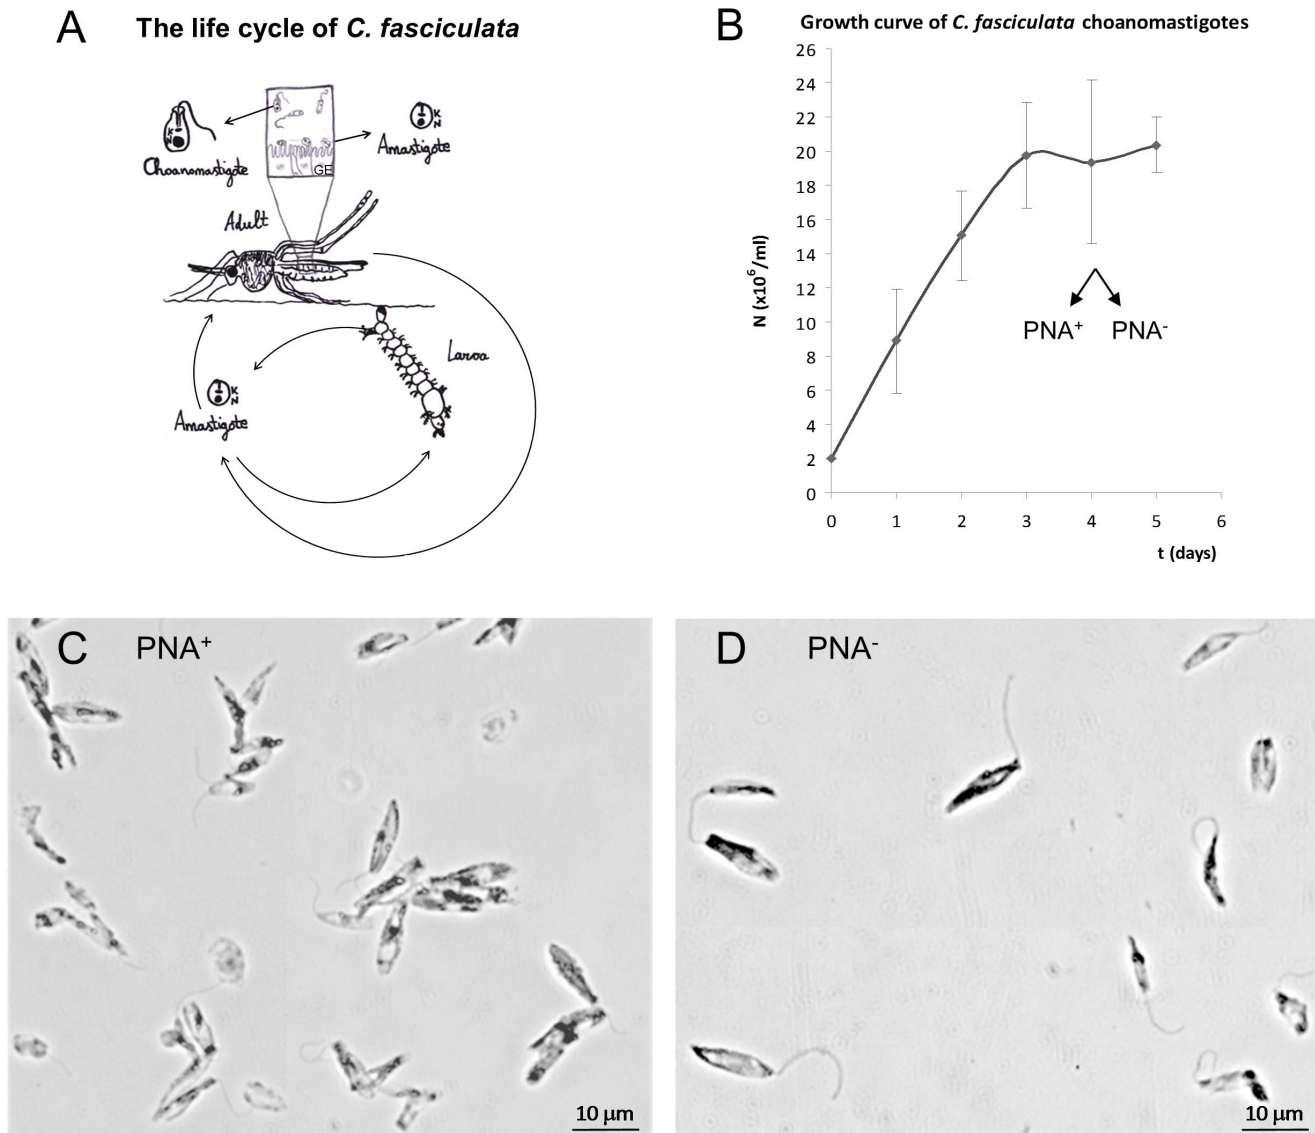 A
The life cycle of C. fasciculata
Choanomastigote
K
N
GE
Amastigote
K
N
Adult
Larva
Amastigote
K
N
B
Growth curve of C. fasciculata choanomastigotes
N (x10⁶/ml)
26
24
22
20
18
16
14
12
10
8
6
4
2
0
0 1 2 3 4 5 6
t (days)
PNA⁺ PNA⁻
C PNA⁺
10 µm
D PNA⁻
10 µm